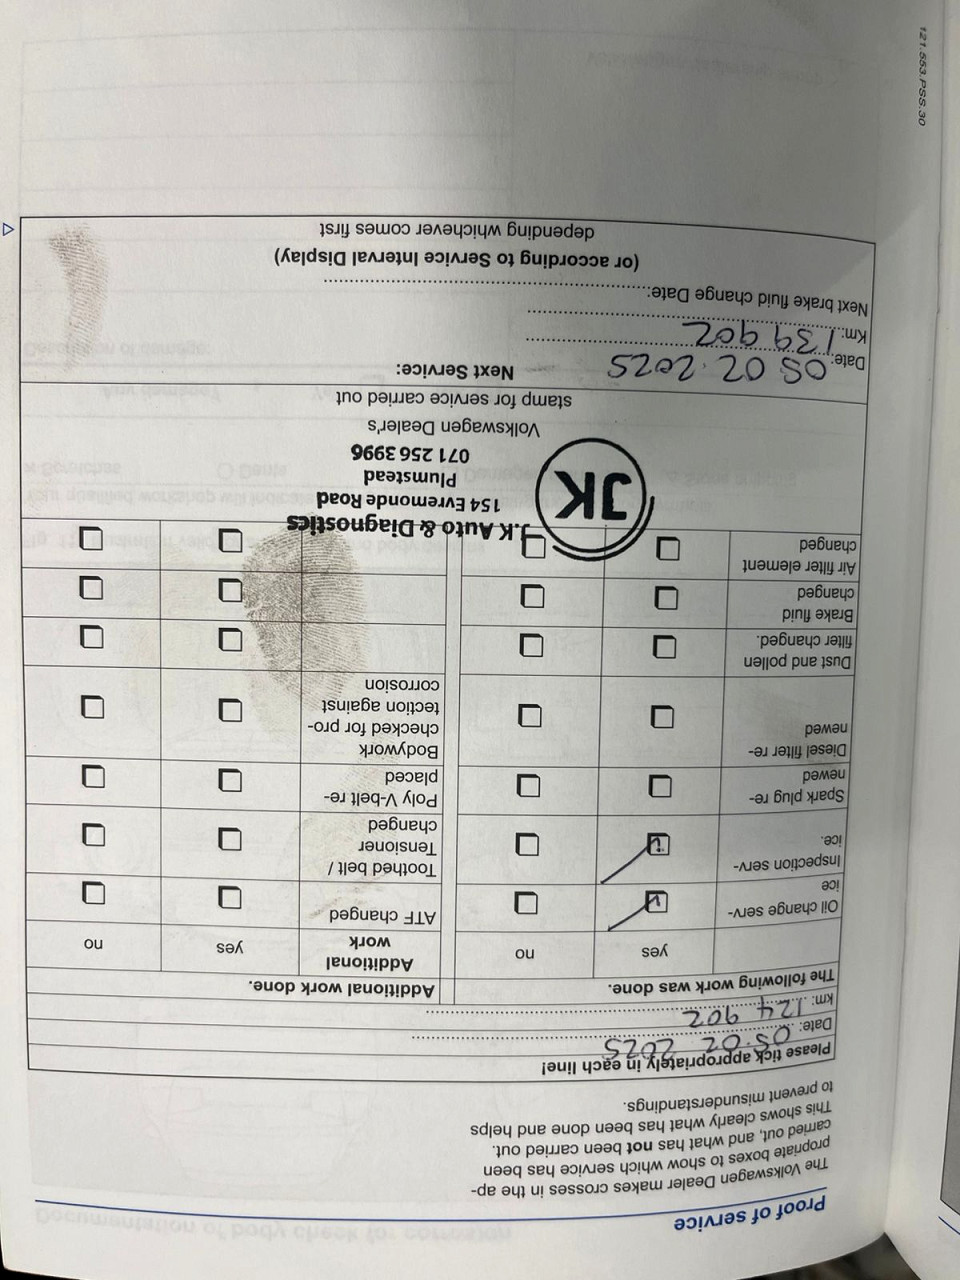 Proof of service
The Volkswagen Dealer makes crosses in the ap-
propriate boxes to show which service has been
carried out, and what has not been carried out.
This shows clearly what has been done and helps
to prevent misunderstandings.
Please tick appropriately in each line!
Date: 05.02 2025
km: 124 902
The following work was done.
yes
no
Oil change serv-
ice
Inspection serv-
ice.
Spark plug re-
newed
Diesel filter re-
newed
Dust and pollen
filter changed.
Brake fluid
changed
Air filter element
changed
Additional work done.
Additional
work
yes
no
ATF changed
Toothed belt /
Tensioner
changed
Poly V-belt re-
placed
Bodywork
checked for pro-
tection against
corrosion
JK
J.K Auto & Diagnostics
154 Evremonde Road
Plumstead
071 256 3996
Volkswagen Dealer's
stamp for service carried out
Next Service:
Date: 05 02 2025
Km: 139 902
Next brake fluid change Date:
(or according to Service Interval Display)
depending whichever comes first
121.553.PSS.30
Documentation of body check for corrosion